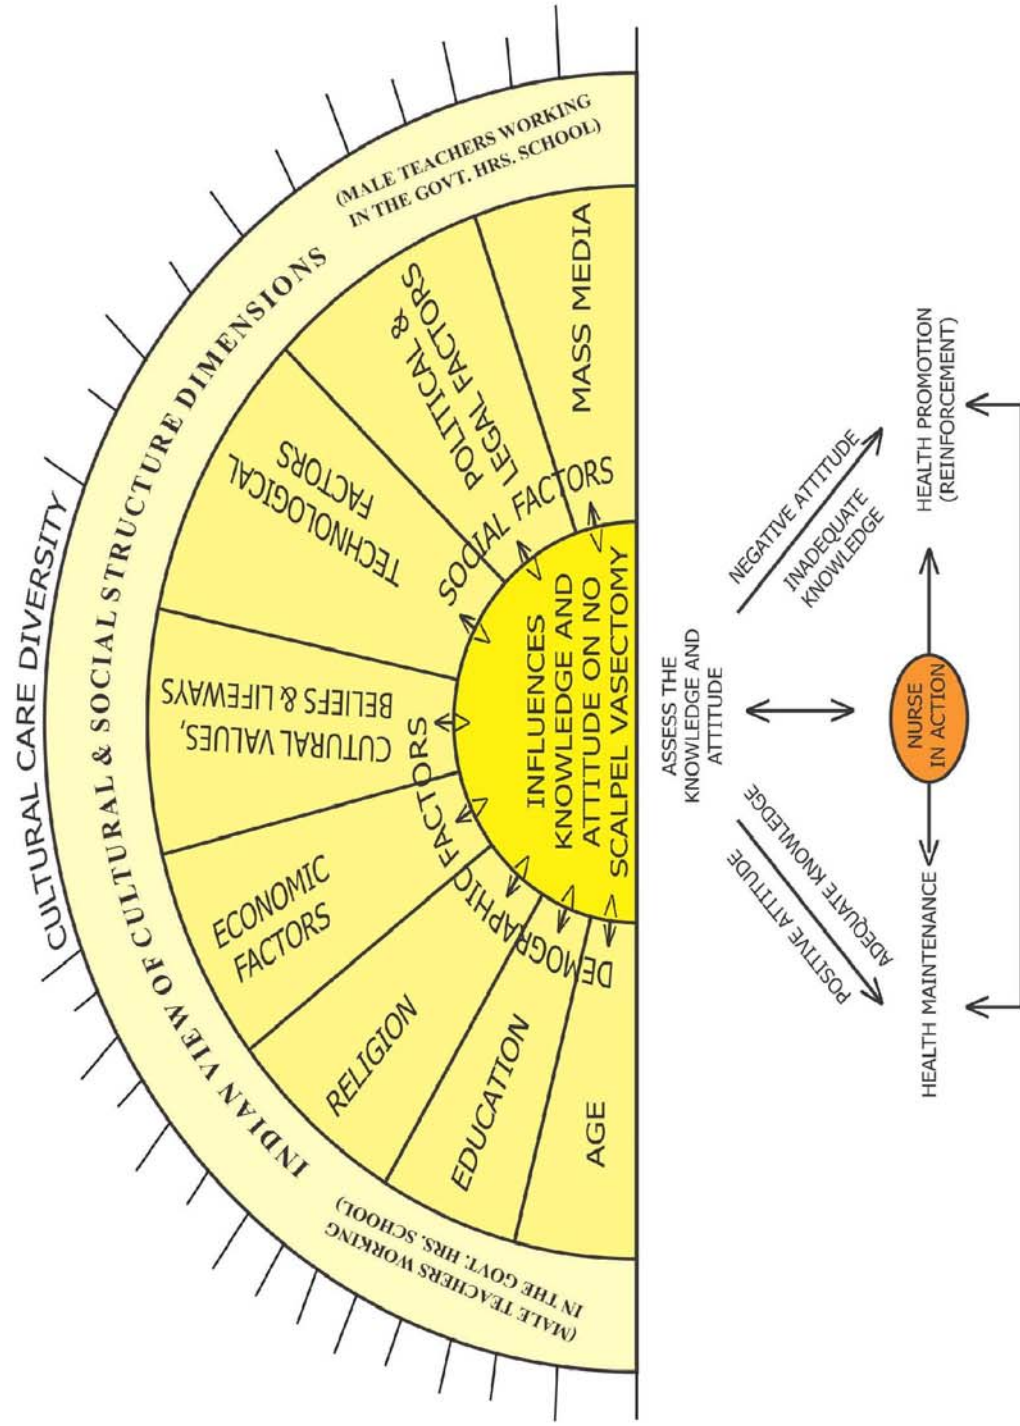 CULTURAL CARE DIVERSITY
INDIAN VIEW OF CULTURAL & SOCIAL STRUCTURE DIMENSIONS
(MALE TEACHERS WORKING
IN THE GOVT. HRS. SCHOOL)
(MALE TEACHERS WORKING
IN THE GOVT. HRS. SCHOOL)
AGE
EDUCATION
RELIGION
ECONOMIC
FACTORS
CUTURAL VALUES,
BELIEFS & LIFEWAYS
TECHNOLOGICAL
FACTORS
POLITICAL &
LEGAL FACTORS
MASS MEDIA
DEMOGRAPHIC FACTORS
SOCIAL FACTORS
INFLUENCES
KNOWLEDGE AND
ATTITUDE ON NO
SCALPEL VASECTOMY
ASSESS THE
KNOWLEDGE AND
ATTITUDE
POSITIVE ATTITUDE
ADEQUATE KNOWLEDGE
NEGATIVE ATTITUDE
INADEQUATE
KNOWLEDGE
HEALTH MAINTENANCE
NURSE
IN ACTION
HEALTH PROMOTION
(REINFORCEMENT)